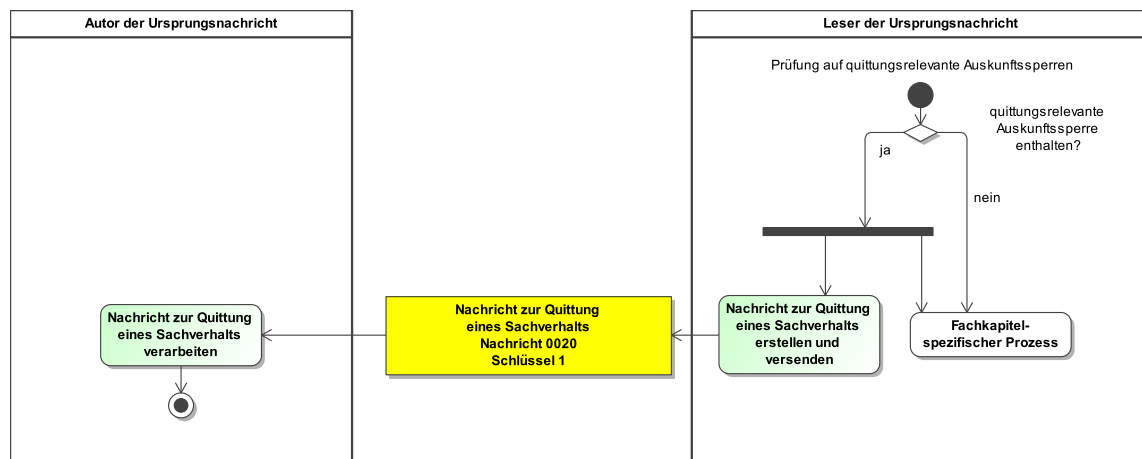 Autor der Ursprungsnachricht
Leser der Ursprungsnachricht
Prüfung auf quittungsrelevante Auskunftssperren
quittungsrelevante
Auskunftssperre
enthalten?
ja
nein
Nachricht zur Quittung
eines Sachverhalts
verarbeiten
Nachricht zur Quittung
eines Sachverhalts
Nachricht 0020
Schlüssel 1
Nachricht zur Quittung
eines Sachverhalts
erstellen und
versenden
Fachkapitel-
spezifischer Prozess